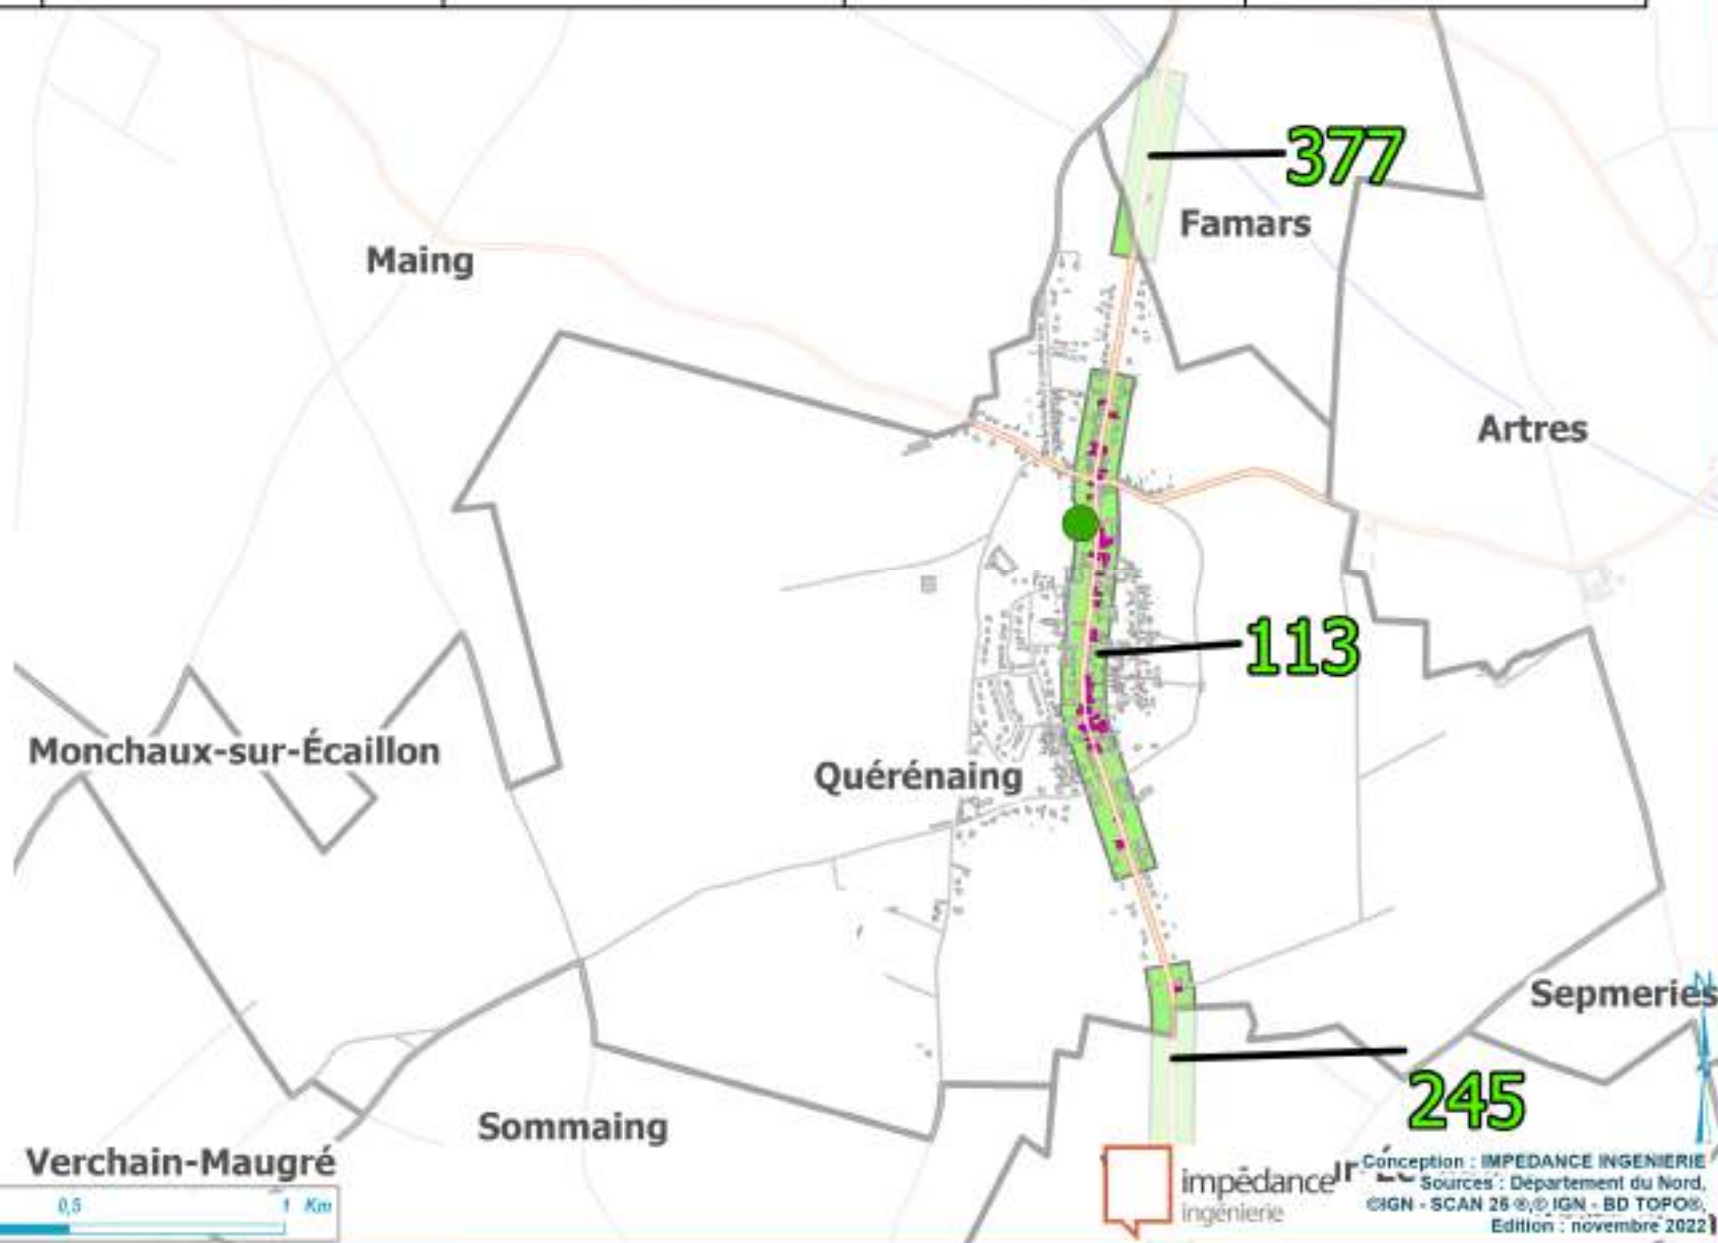 377
Famars
Maing
Artres
113
Monchaux-sur-Écaillon
Quérénaing
Sepmeries
N
245
Sommaing
Verchain-Maugré
0,5 1 Km
impédance
ingénierie
Conception : IMPEDANCE INGENIERIE
Sources : Département du Nord,
©IGN - SCAN 26 ®,© IGN - BD TOPO®,
Edition : novembre 2022